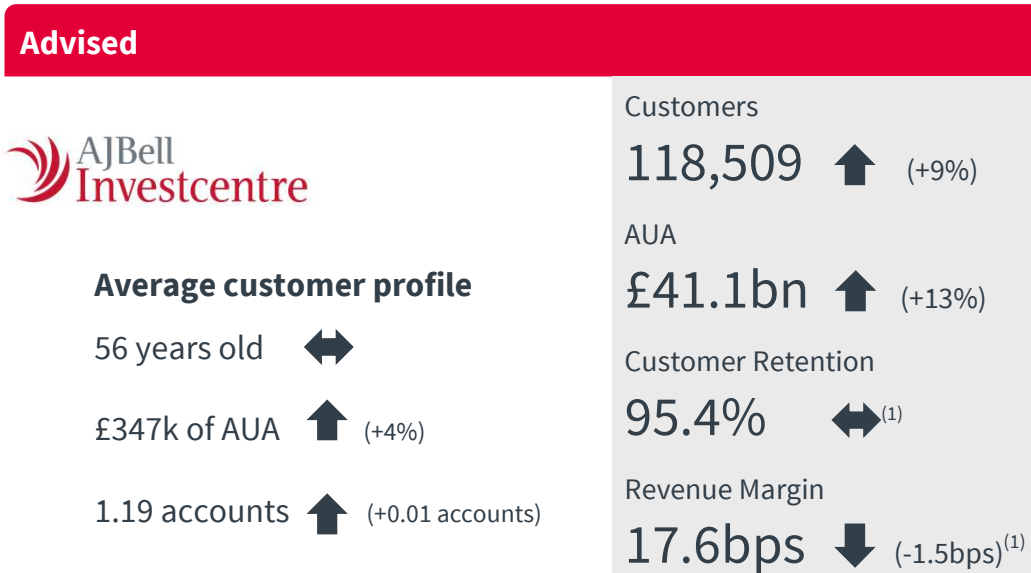 Advised
AJBell
Investcentre
Average customer profile
56 years old
£347k of AUA (+4%)
1.19 accounts (+0.01 accounts)
Customers
118,509 (+9%)
AUA
£41.1bn (+13%)
Customer Retention
95.4% (1)
Revenue Margin
17.6bps (-1.5bps)(1)